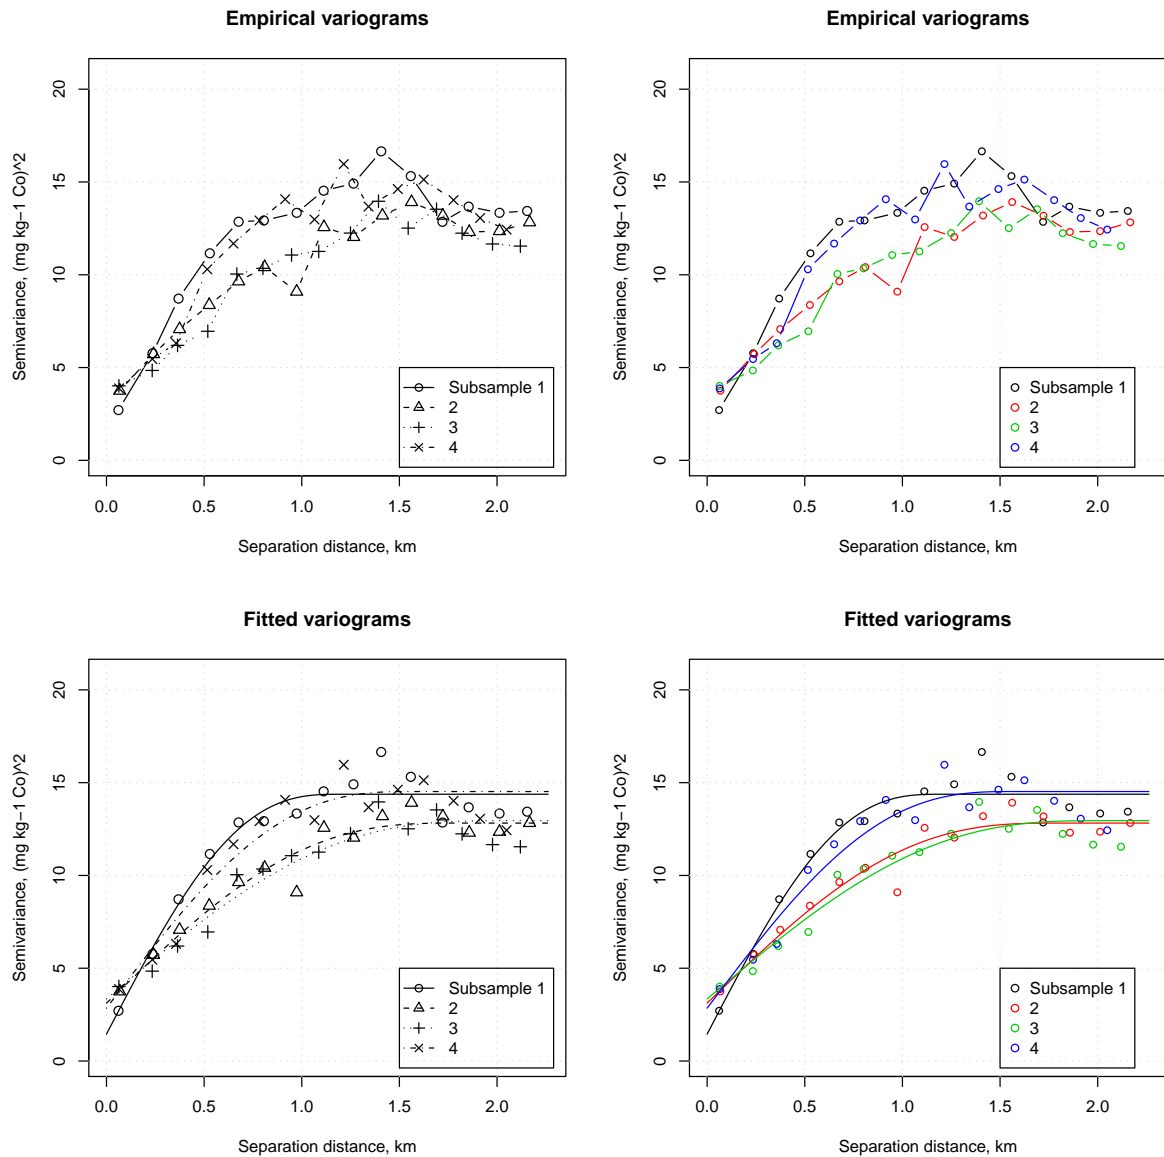 Empirical variograms
Semivariance, (mg kg−1 Co)^2
20
15
10
5
0
Subsample 1
2
3
4
0.0 0.5 1.0 1.5 2.0
Separation distance, km
Empirical variograms
Semivariance, (mg kg−1 Co)^2
20
15
10
5
0
Subsample 1
2
3
4
0.0 0.5 1.0 1.5 2.0
Separation distance, km
Fitted variograms
Semivariance, (mg kg−1 Co)^2
20
15
10
5
0
Subsample 1
2
3
4
0.0 0.5 1.0 1.5 2.0
Separation distance, km
Fitted variograms
Semivariance, (mg kg−1 Co)^2
20
15
10
5
0
Subsample 1
2
3
4
0.0 0.5 1.0 1.5 2.0
Separation distance, km